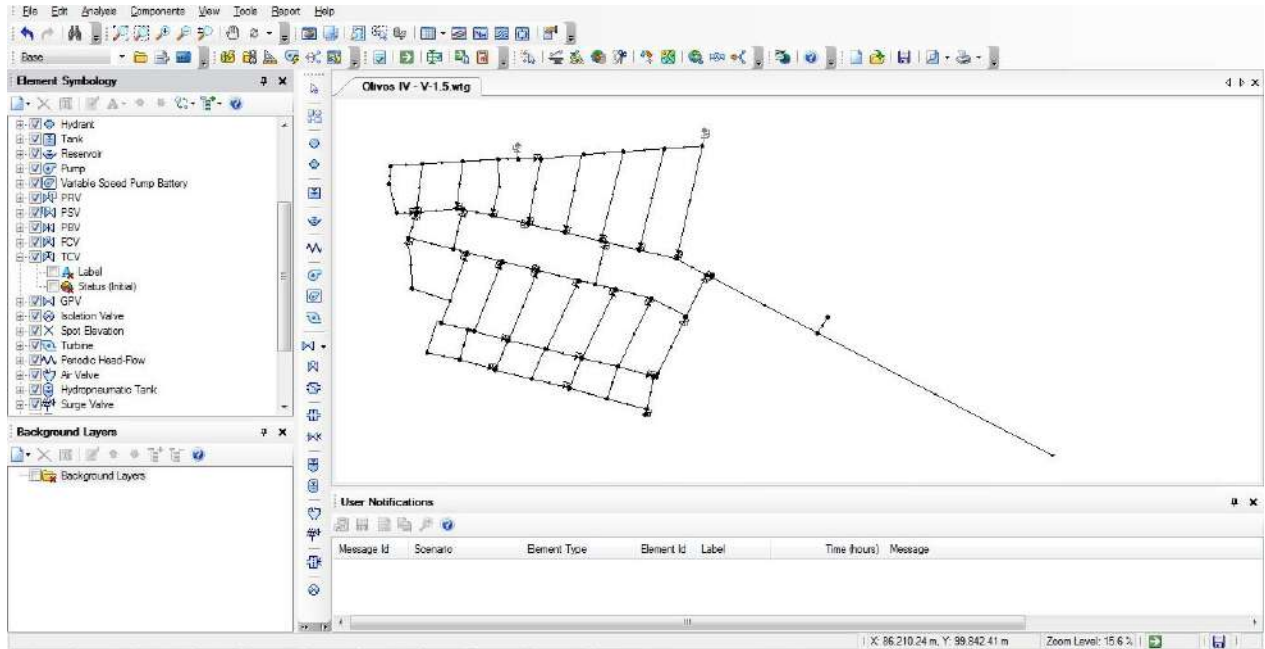 File Edit Analysis Components View Tools Report Help
Base
Element Symbology
Olivos IV - V-1.5.wtg
Hydrant
Tank
Reservoir
Pump
Variable Speed Pump Battery
PRV
PSV
PBV
FCV
TCV
Label
Status (Initial)
GPV
Isolation Valve
Spot Elevation
Turbine
Periodic Head-Flow
Air Valve
Hydropneumatic Tank
Surge Valve
Background Layers
Background Layers
User Notifications
Message Id Scenario Element Type Element Id Label Time (hours) Message
X: 86.210.24 m, Y: 99.842.41 m Zoom Level: 15.6 %